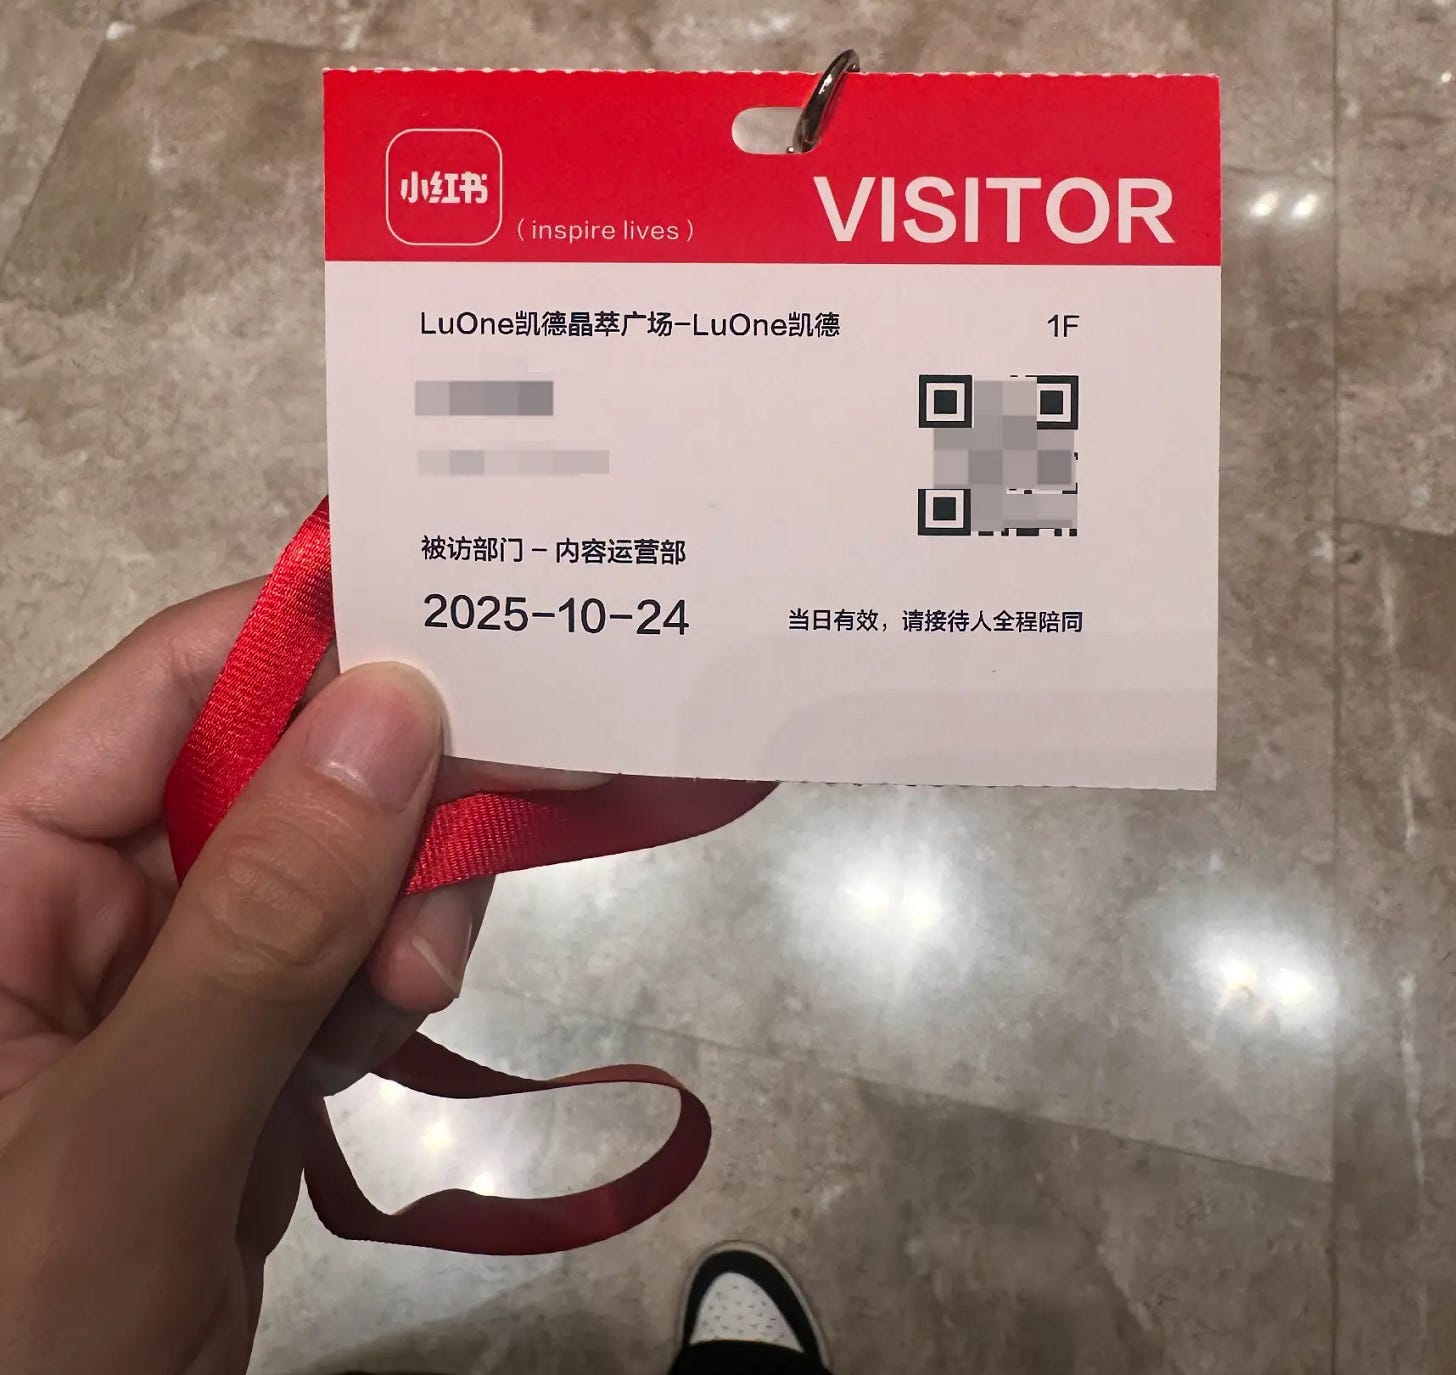 小红书
( inspire lives )
VISITOR
LuOne凯德晶萃广场-LuOne凯德
1F
被访部门 - 内容运营部
2025-10-24
当日有效，请接待人全程陪同